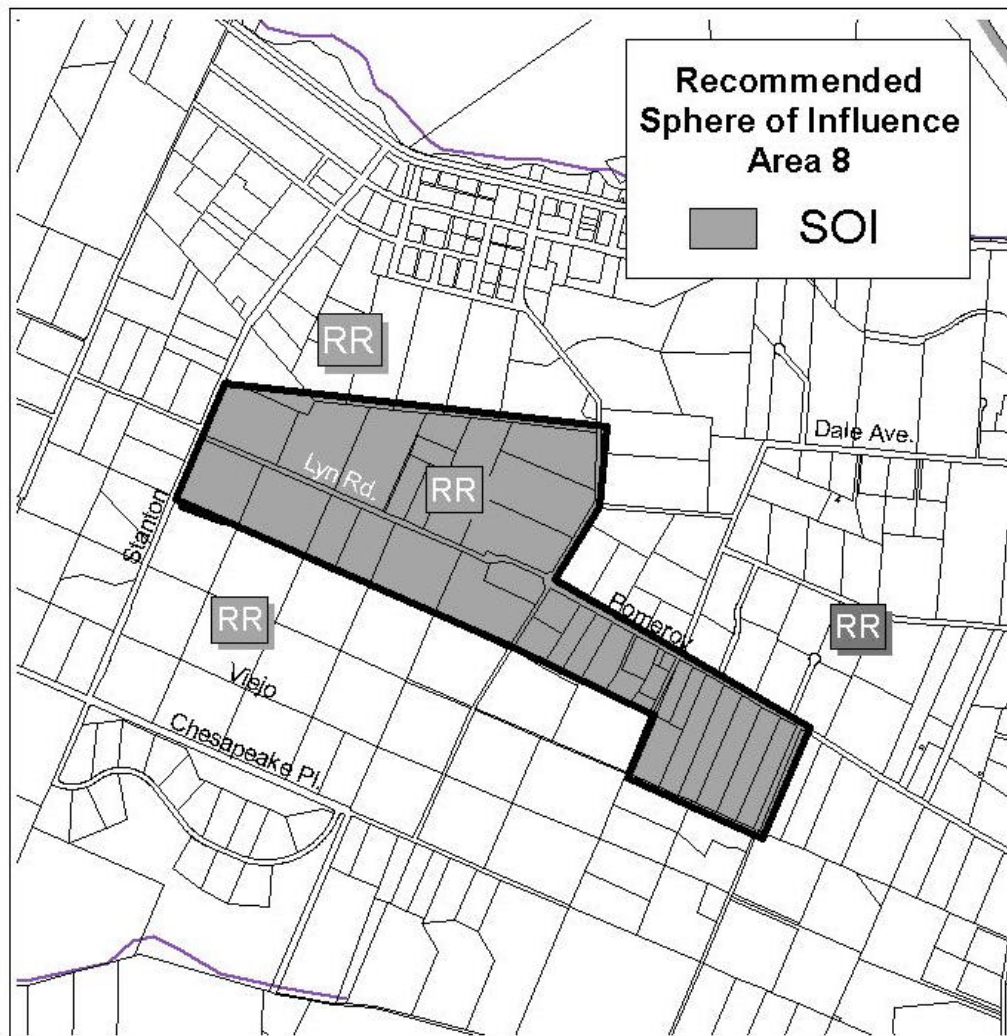 Recommended
Sphere of Influence
Area 8
SOI
RR
Dale Ave.
Lyn Rd.
RR
Stanton
Pomeroy
RR
RR
Viejo
Chesapeake Pl.